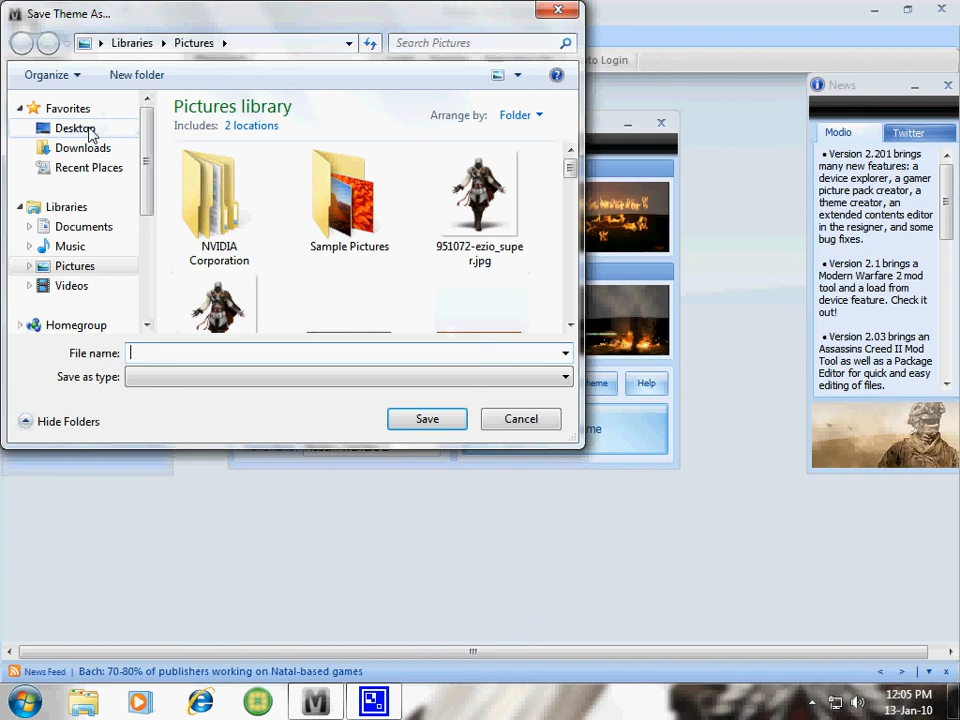 Save Theme As...
Libraries
Pictures
Search Pictures
to Login
Organize
New folder
News
Favorites
Desktop
Downloads
Recent Places
Libraries
Documents
Music
Pictures
Videos
Homegroup
Pictures library
Includes: 2 locations
Arrange by: Folder
NVIDIA
Corporation
Sample Pictures
951072-ezio_supe
r.jpg
File name:
Save as type:
Hide Folders
Save
Cancel
Help
Modio
Twitter
• Version 2.201 brings
many new features: a
device explorer, a gamer
picture pack creator, a
theme creator, an
extended contents editor
in the resigner, and some
bug fixes.
• Version 2.1 brings a
Modern Warfare 2 mod
tool and a load from
device feature. Check it
out!
• Version 2.03 brings an
Assassins Creed II Mod
Tool as well as a Package
Editor for quick and easy
editing of files.
News Feed | Bach: 70-80% of publishers working on Natal-based games
12:05 PM
13-Jan-10